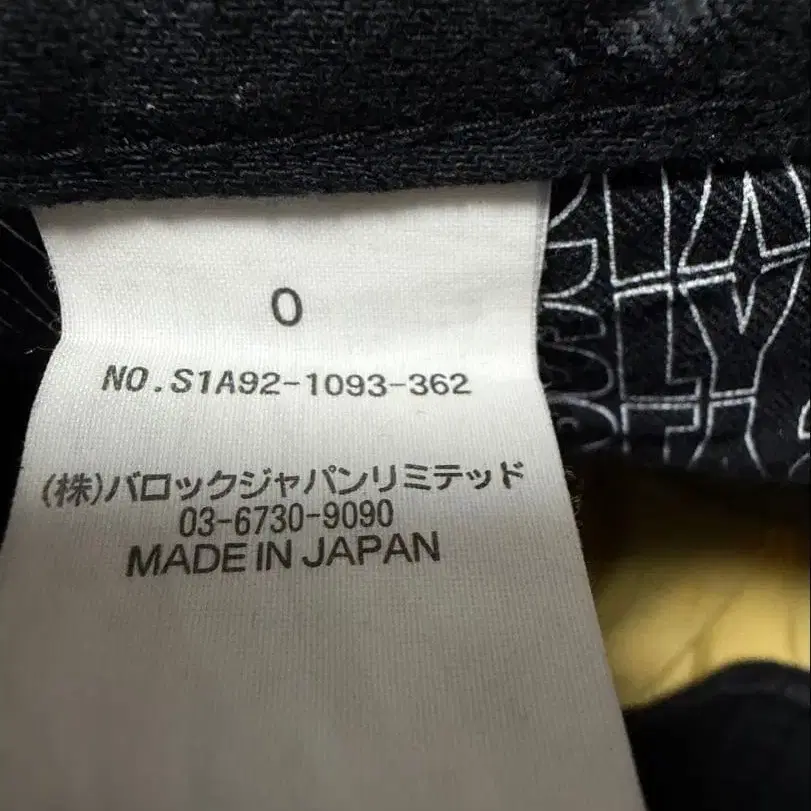 0
NO.S1A92-1093-362
(株)バロックジャパンリミテッド
03-6730-9090
MADE IN JAPAN